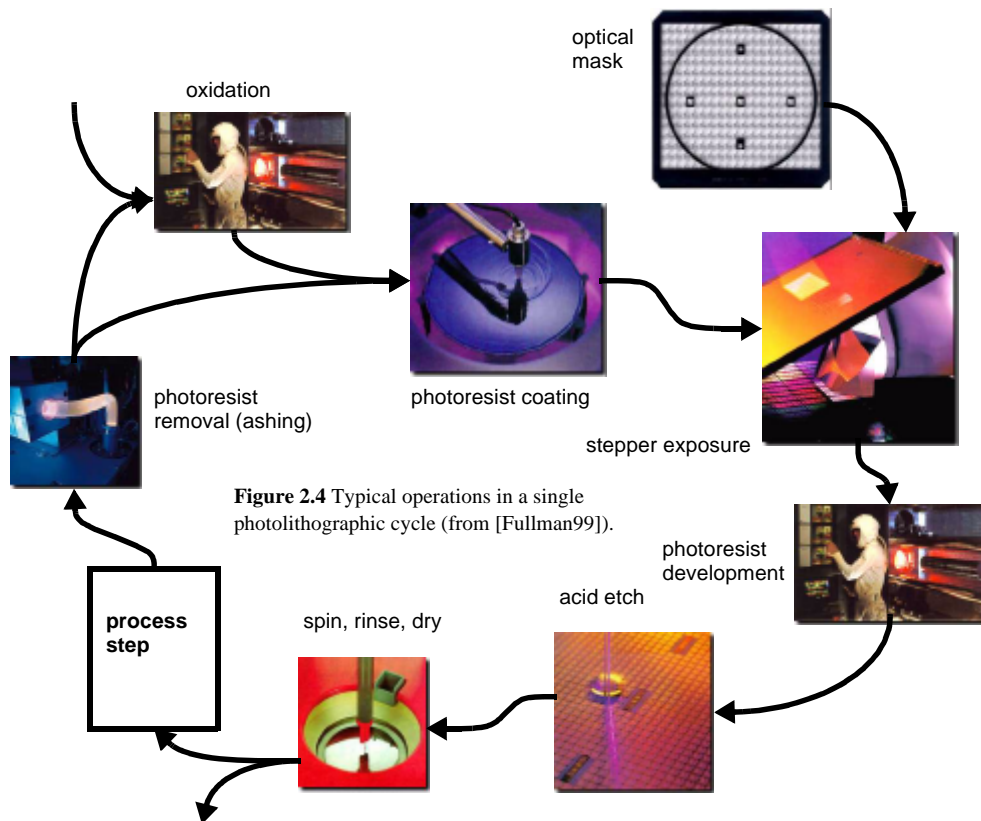 optical
mask
oxidation
photoresist
removal (ashing)
photoresist coating
stepper exposure
Figure 2.4 Typical operations in a single
photolithographic cycle (from [Fullman99]).
photoresist
development
acid etch
spin, rinse, dry
process
step